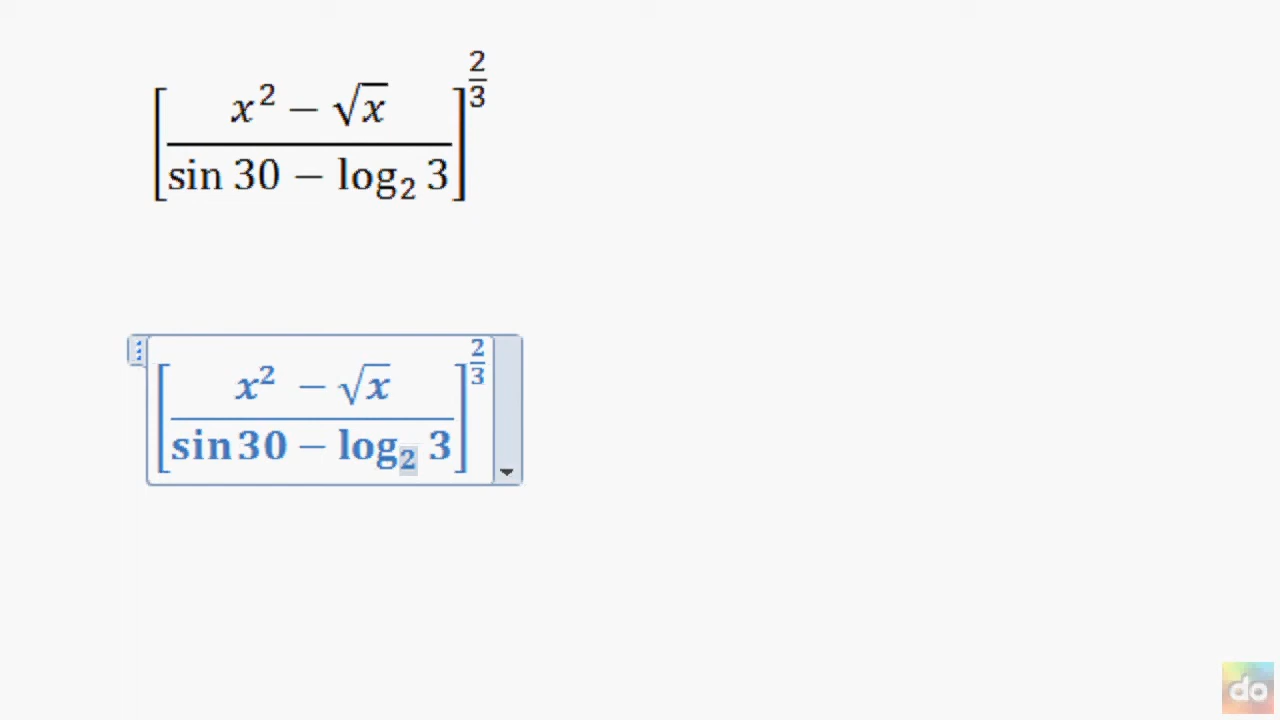 [(x² − √x)/(sin 30 − log₂ 3)]^(2/3)
[(x² − √x)/(sin 30 − log₂ 3)]^(2/3)
do